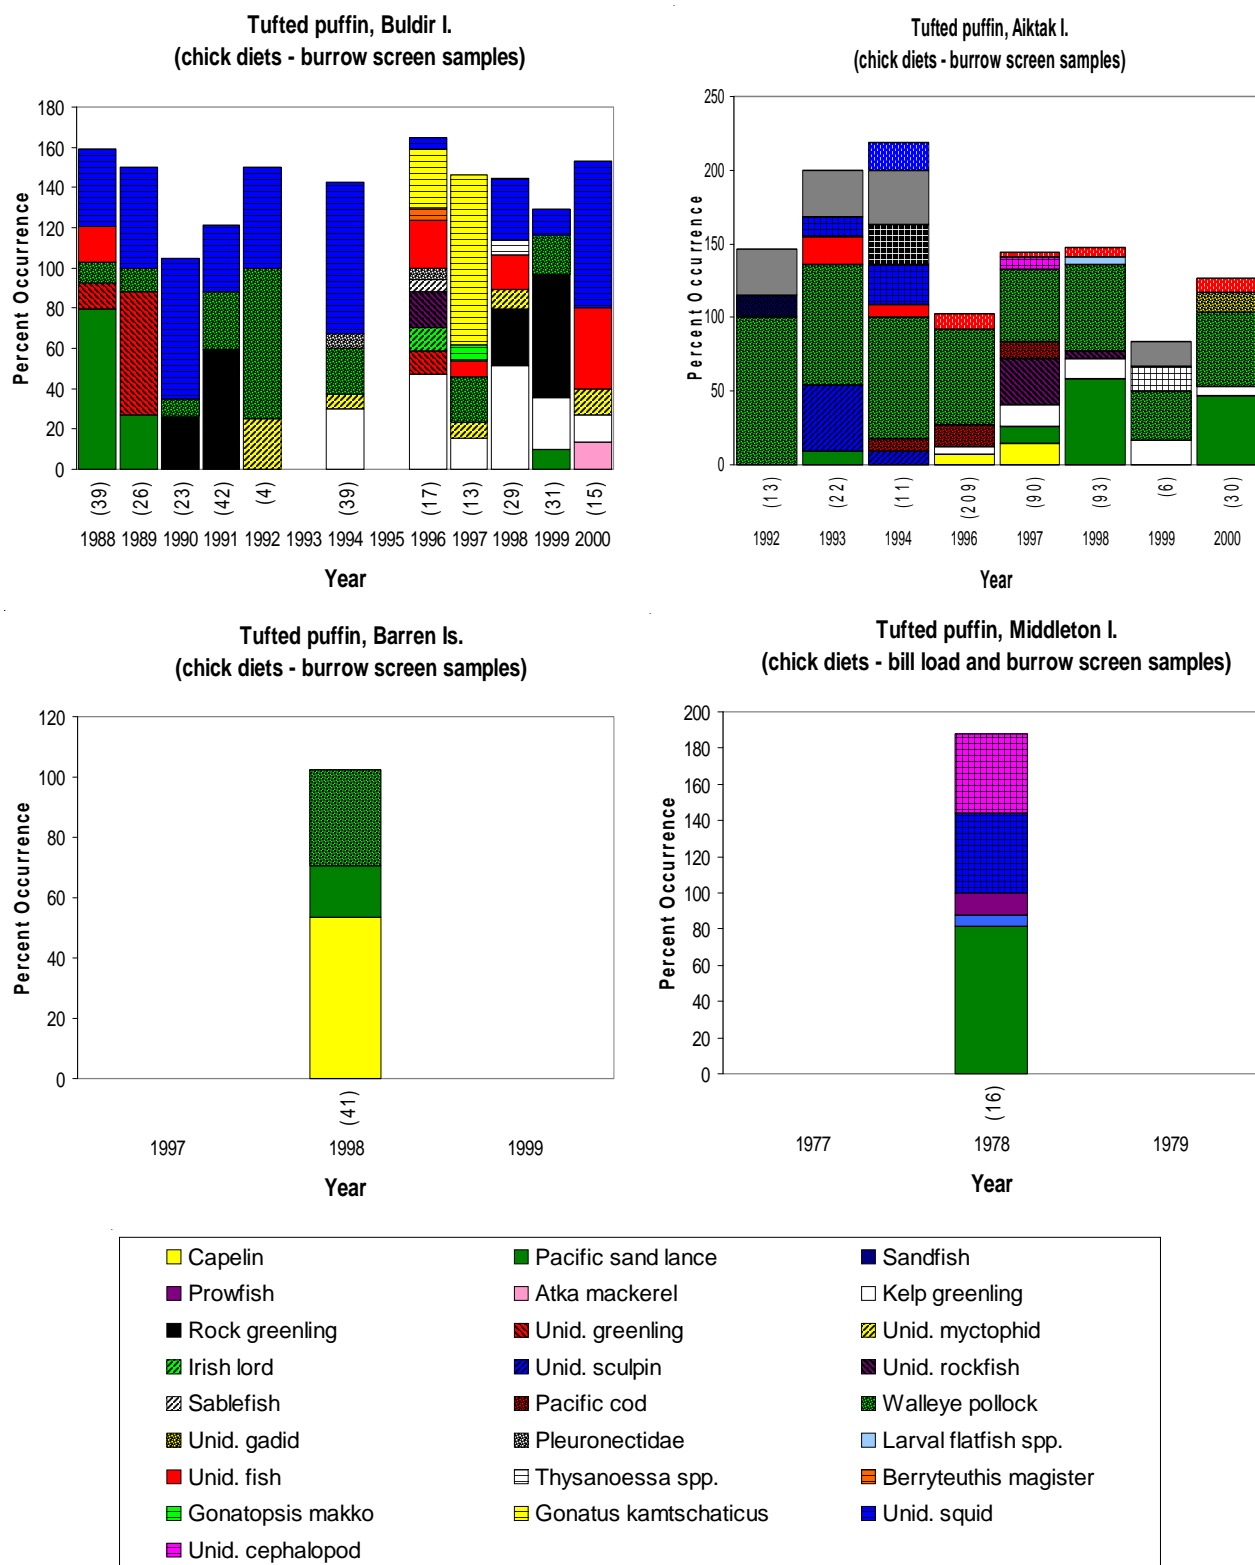 Tufted puffin, Buldir I.
(chick diets - burrow screen samples)
Percent Occurrence
180
160
140
120
100
80
60
40
20
0
(39) (26) (23) (42) (4) (39) (17) (13) (29) (31) (15)
1988 1989 1990 1991 1992 1993 1994 1995 1996 1997 1998 1999 2000
Year
Tufted puffin, Aiktak I.
(chick diets - burrow screen samples)
Percent Occurrence
250
200
150
100
50
0
(13) (22) (11) (209) (90) (93) (6) (30)
1992 1993 1994 1996 1997 1998 1999 2000
Year
Tufted puffin, Barren Is.
(chick diets - burrow screen samples)
Percent Occurrence
120
100
80
60
40
20
0
(41)
1997 1998 1999
Year
Tufted puffin, Middleton I.
(chick diets - bill load and burrow screen samples)
Percent Occurrence
200
180
160
140
120
100
80
60
40
20
0
(16)
1977 1978 1979
Year
Capelin Pacific sand lance Sandfish
Prowfish Atka mackerel Kelp greenling
Rock greenling Unid. greenling Unid. myctophid
Irish lord Unid. sculpin Unid. rockfish
Sablefish Pacific cod Walleye pollock
Unid. gadid Pleuronectidae Larval flatfish spp.
Unid. fish Thysanoessa spp. Berryteuthis magister
Gonatopsis makko Gonatus kamtschaticus Unid. squid
Unid. cephalopod